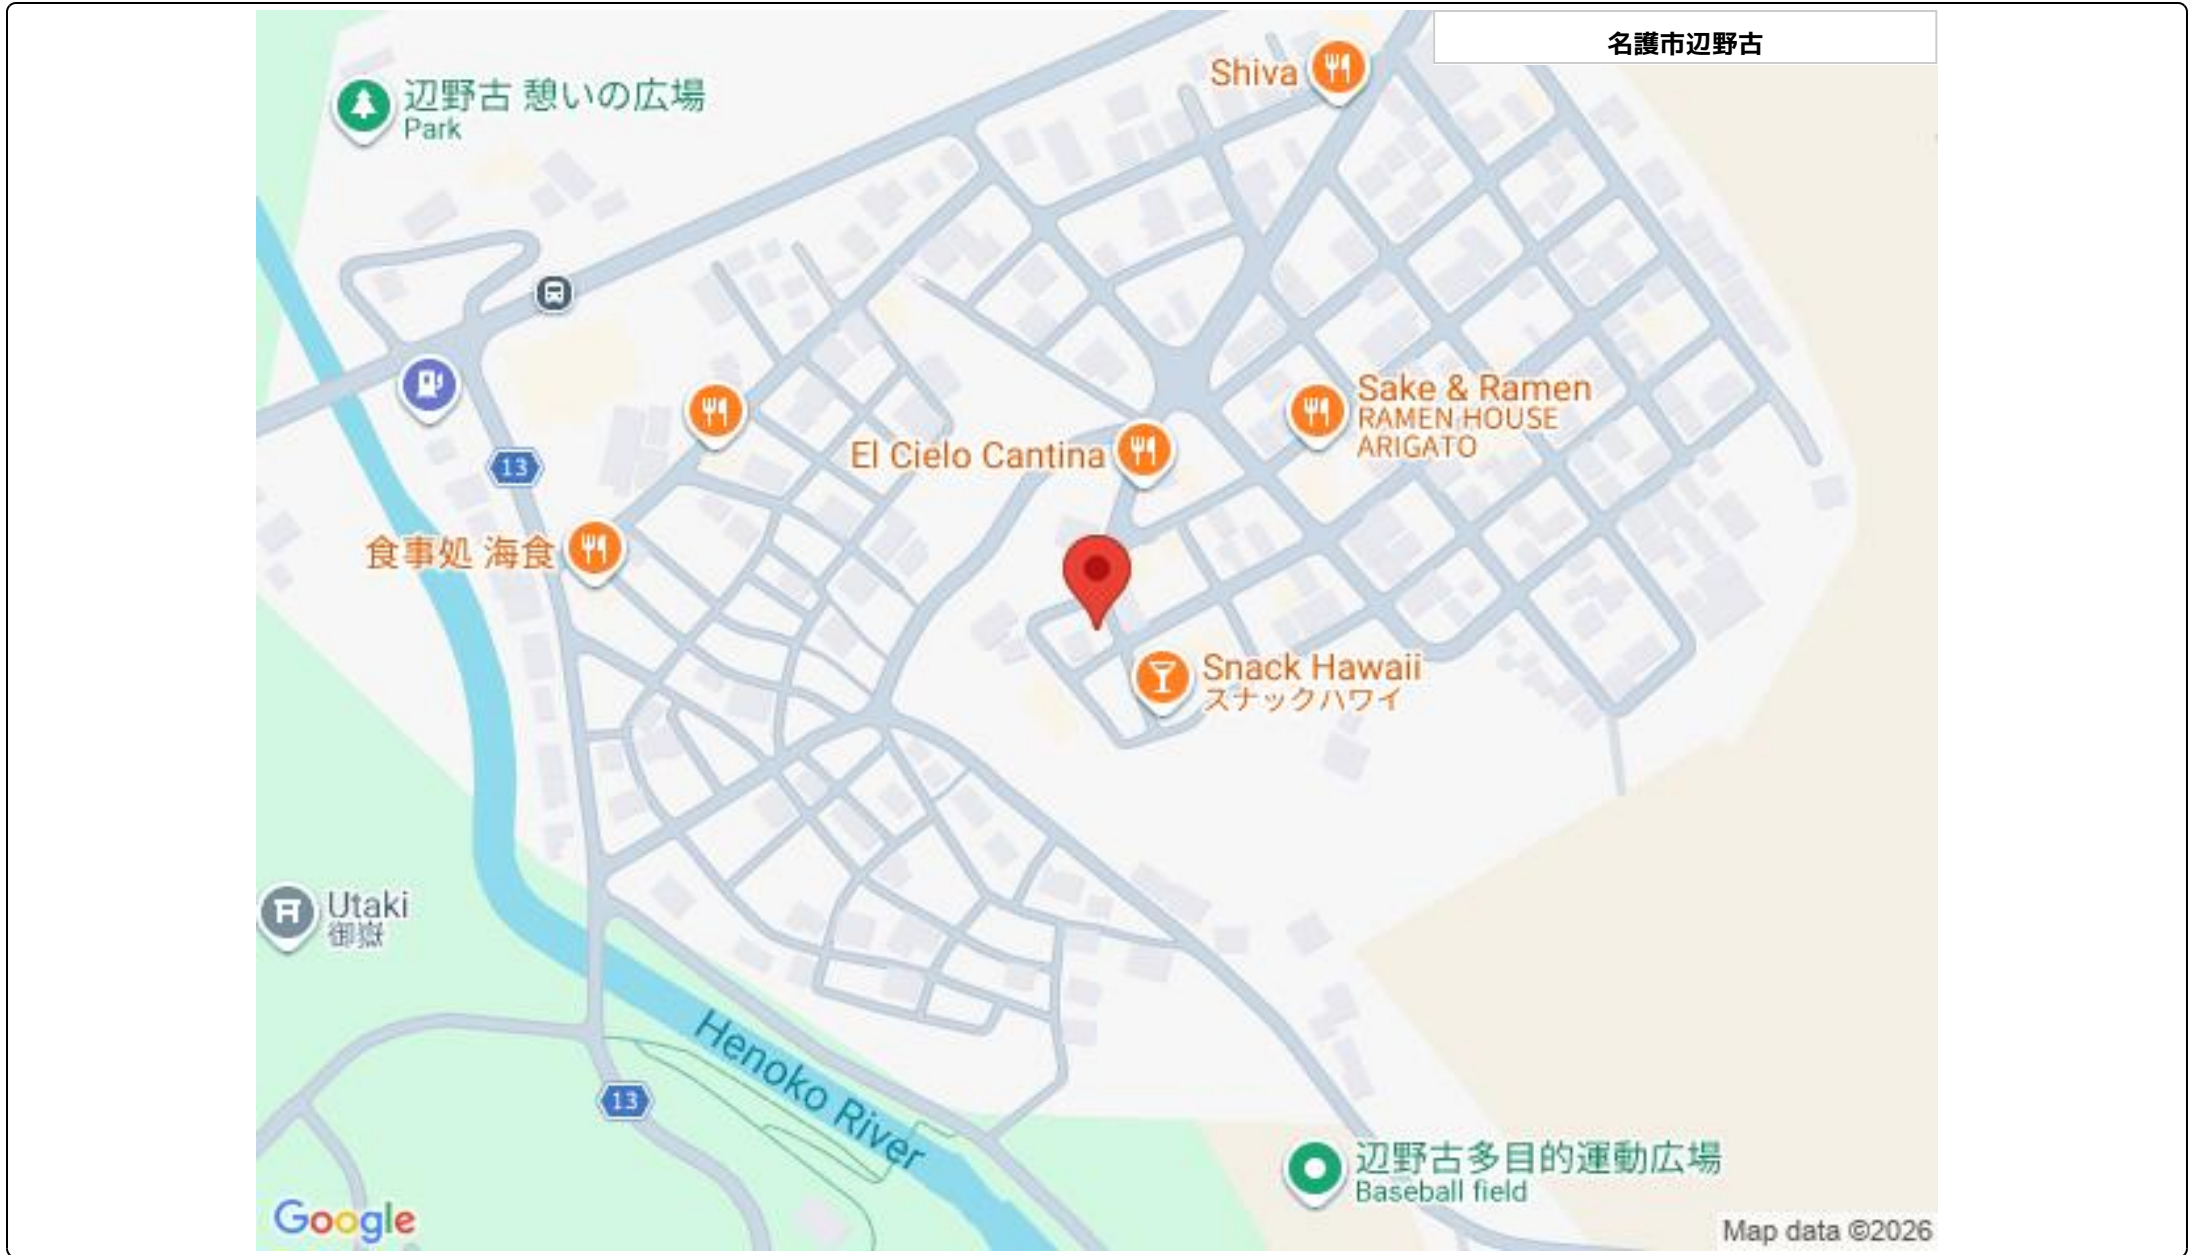 名護市辺野古
Shiva
辺野古 憩いの広場
Park
13
El Cielo Cantina
Sake & Ramen
RAMEN HOUSE
ARIGATO
食事処 海食
Snack Hawaii
スナックハワイ
Utaki
御嶽
Henoko River
13
辺野古多目的運動広場
Baseball field
Google
Map data ©2026